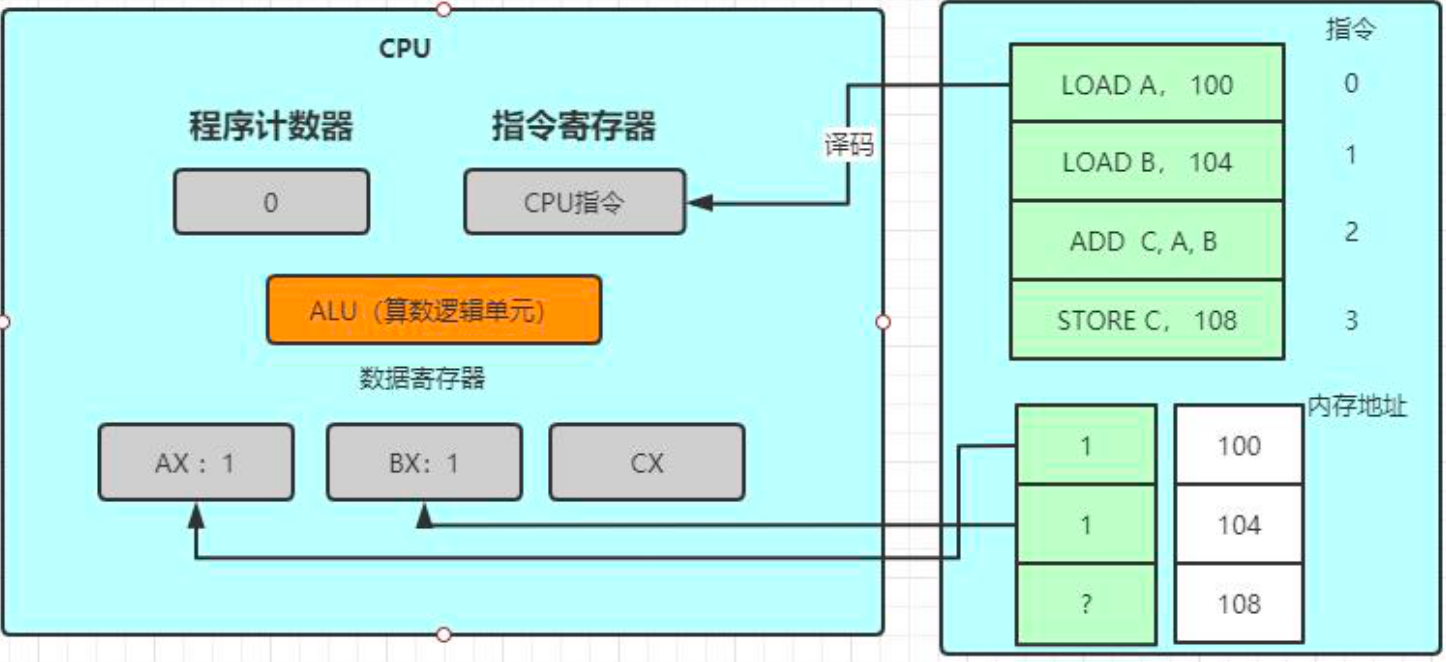 CPU
程序计数器
指令寄存器
0
CPU指令
译码
ALU（算数逻辑单元）
数据寄存器
AX： 1
BX：1
CX
指令
LOAD A， 100
0
LOAD B， 104
1
ADD C, A, B
2
STORE C， 108
3
内存地址
1
100
1
104
?
108